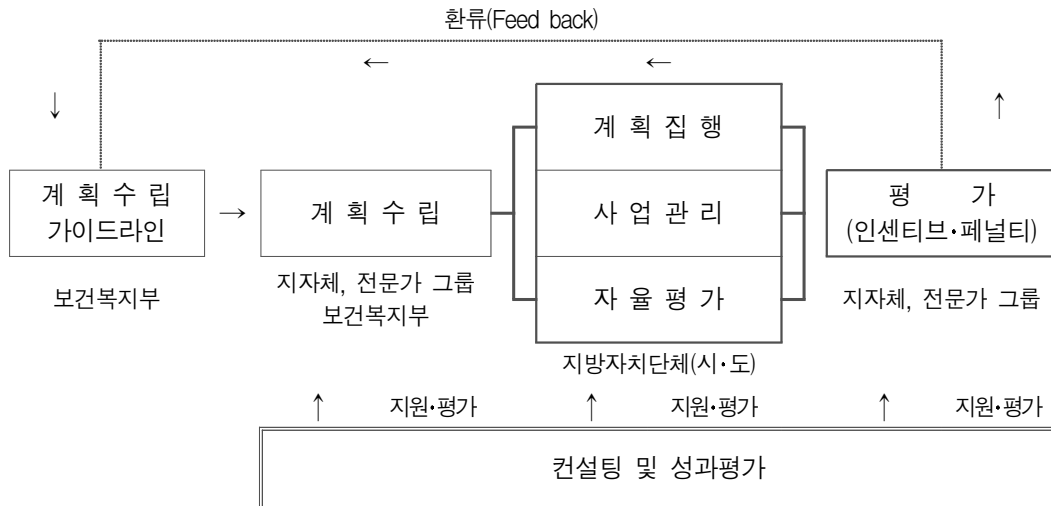 환류(Feed back)
← ←
↓ ↑
계 획 수 립
가이드라인
→
계 획 수 립
계 획 집 행
사 업 관 리
자 율 평 가
평 가
(인센티브·페널티)
보건복지부
지자체, 전문가 그룹
보건복지부
지방자치단체(시·도)
지자체, 전문가 그룹
↑ 지원·평가 ↑ 지원·평가 ↑ 지원·평가
컨설팅 및 성과평가